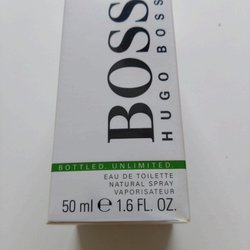 BOSS
HUGO BOSS
BOTTLED. UNLIMITED.
EAU DE TOILETTE
NATURAL SPRAY
VAPORISATEUR
50 ml ℮ 1.6 FL. OZ.